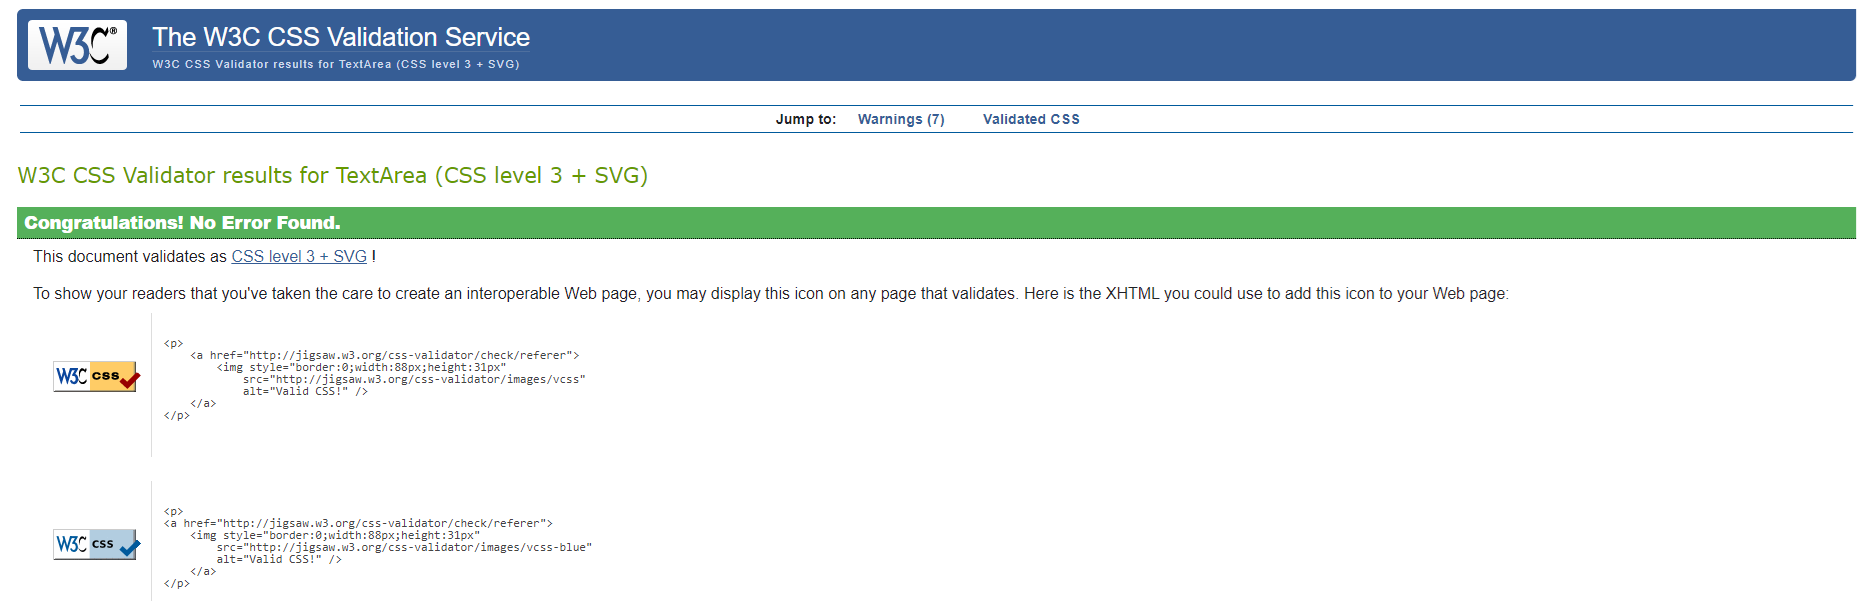 W3C®
The W3C CSS Validation Service
W3C CSS Validator results for TextArea (CSS level 3 + SVG)
Jump to: Warnings (7) Validated CSS
W3C CSS Validator results for TextArea (CSS level 3 + SVG)
Congratulations! No Error Found.
This document validates as CSS level 3 + SVG !
To show your readers that you've taken the care to create an interoperable Web page, you may display this icon on any page that validates. Here is the XHTML you could use to add this icon to your Web page:
W3C css
<p>
<a href="http://jigsaw.w3.org/css-validator/check/referer">
<img style="border:0;width:88px;height:31px"
src="http://jigsaw.w3.org/css-validator/images/vcss"
alt="Valid CSS!" />
</a>
</p>
W3C css
<p>
<a href="http://jigsaw.w3.org/css-validator/check/referer">
<img style="border:0;width:88px;height:31px"
src="http://jigsaw.w3.org/css-validator/images/vcss-blue"
alt="Valid CSS!" />
</a>
</p>